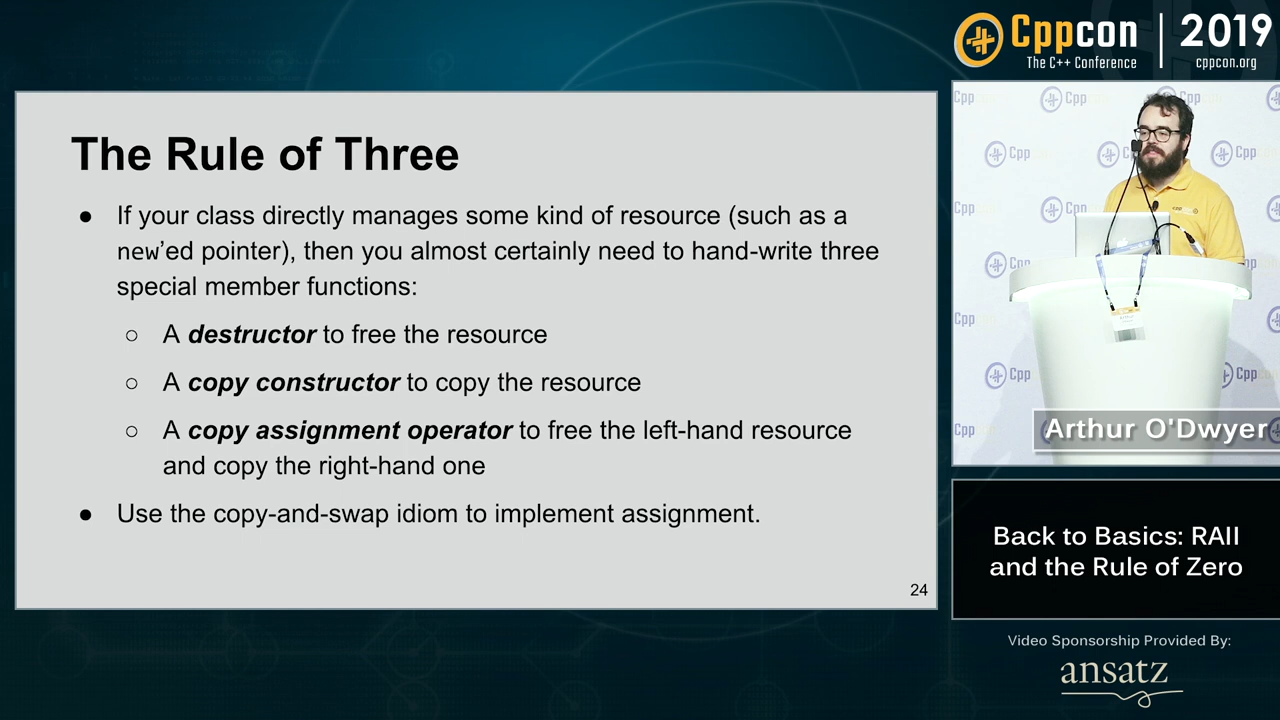 Cppcon | 2019
The C++ Conference
cppcon.org
The Rule of Three
● If your class directly manages some kind of resource (such as a
new’ed pointer), then you almost certainly need to hand-write three
special member functions:
○ A destructor to free the resource
○ A copy constructor to copy the resource
○ A copy assignment operator to free the left-hand resource
and copy the right-hand one
● Use the copy-and-swap idiom to implement assignment.
24
Arthur O'Dwyer
Back to Basics: RAII
and the Rule of Zero
Video Sponsorship Provided By:
ansatz